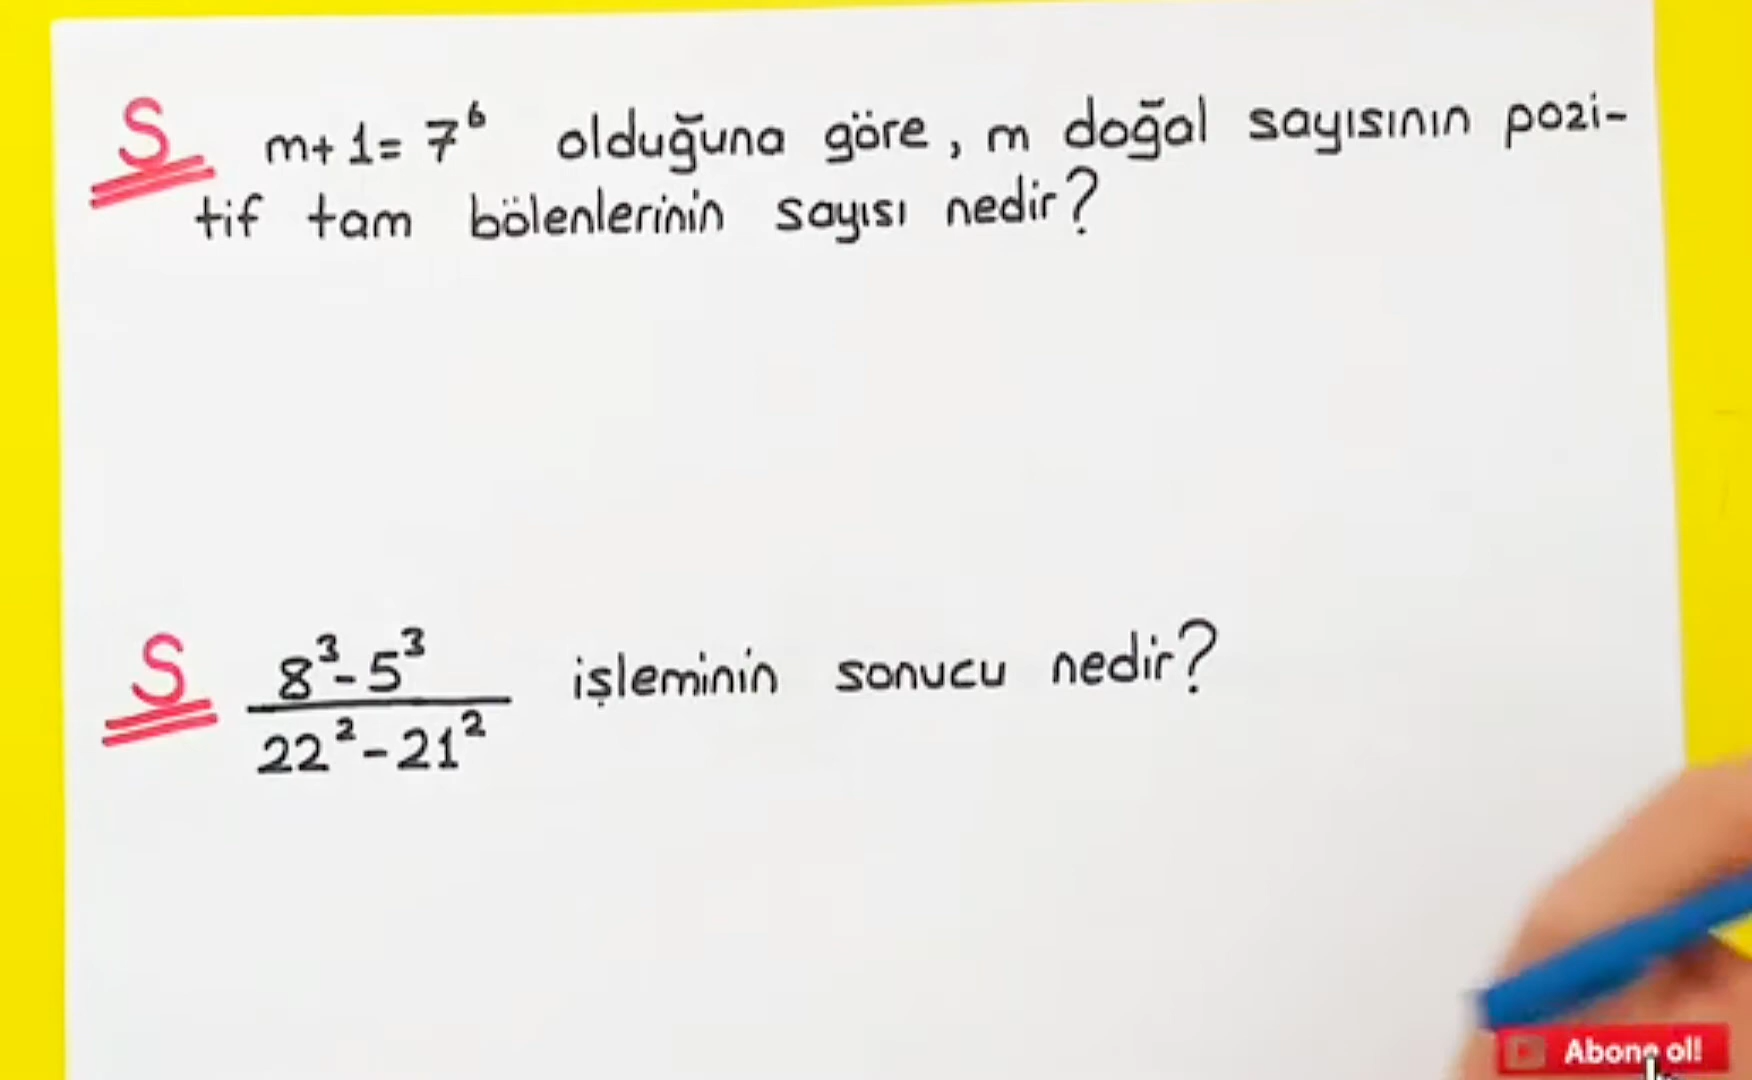 S m+1=7⁶ olduğuna göre, m doğal sayısının pozi-
tif tam bölenlerinin sayısı nedir?
S 8³-5³
22²-21² işleminin sonucu nedir?
Abone ol!